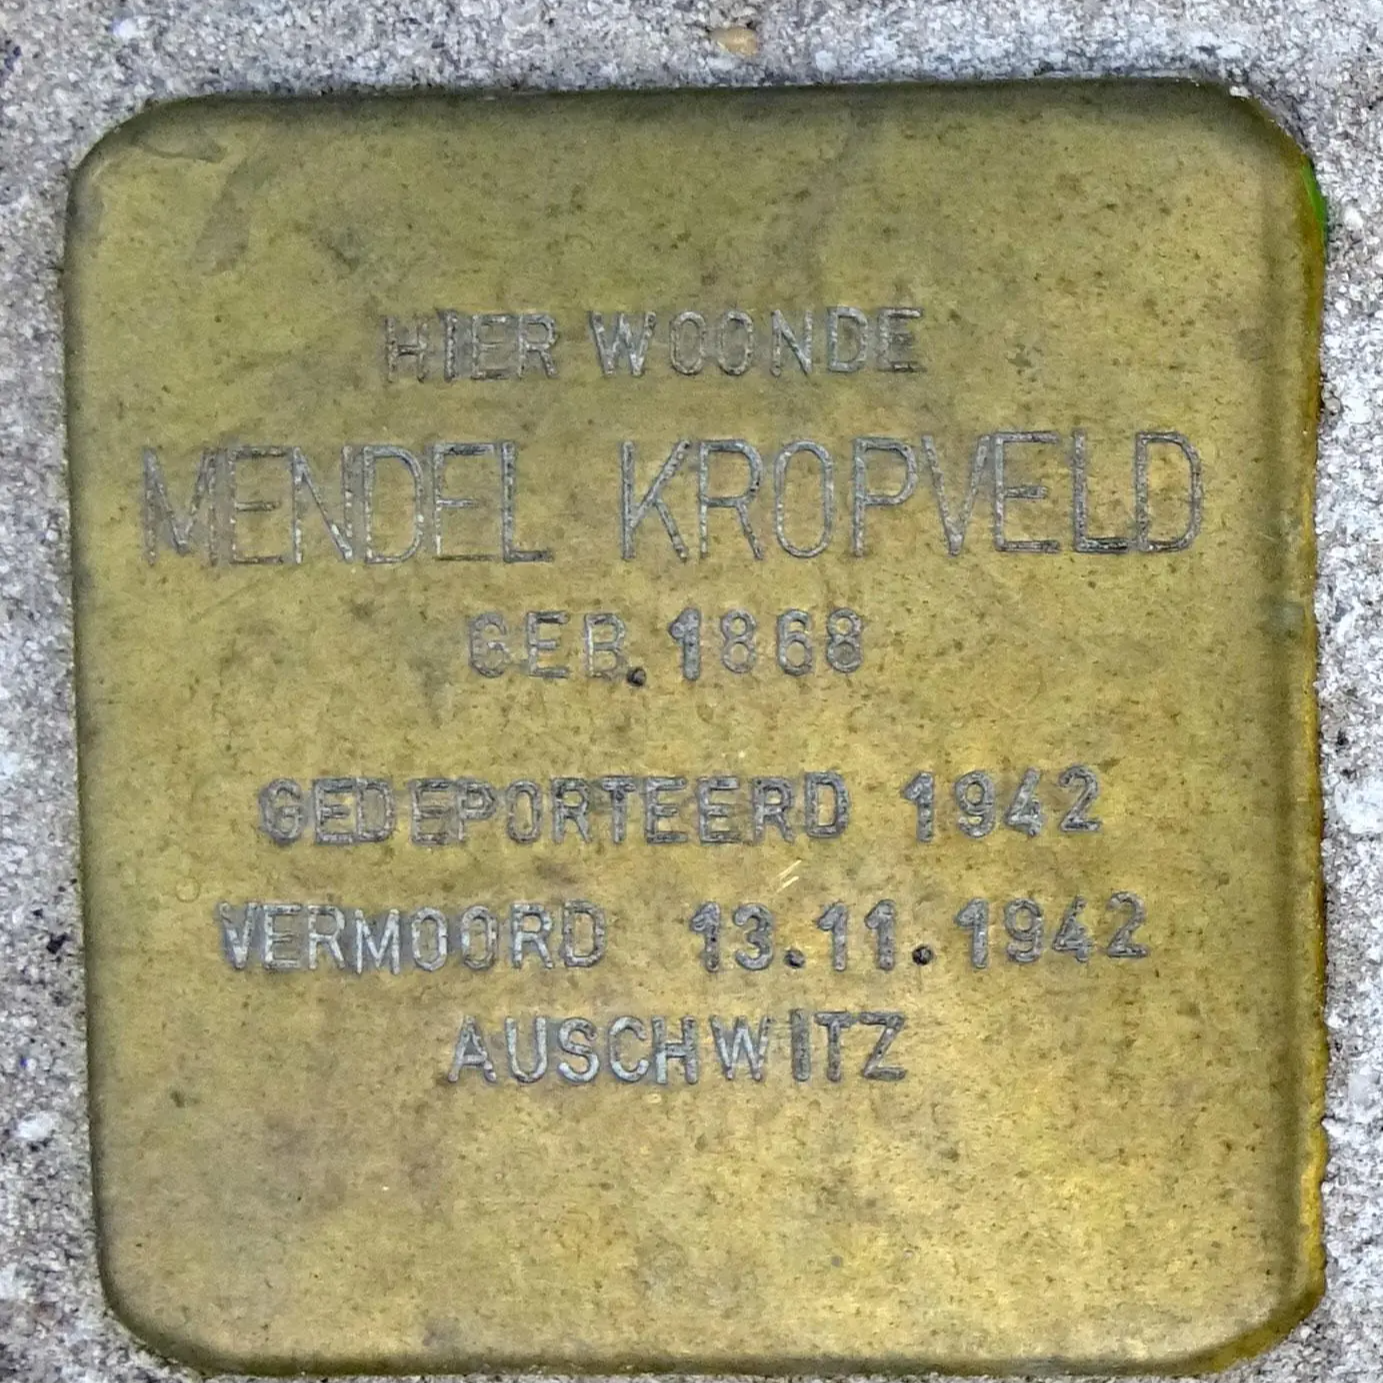 HIER WOONDE
MENDEL KROPVELD
GEB. 1868
GEDEPORTEERD 1942
VERMOORD 13.11.1942
AUSCHWITZ